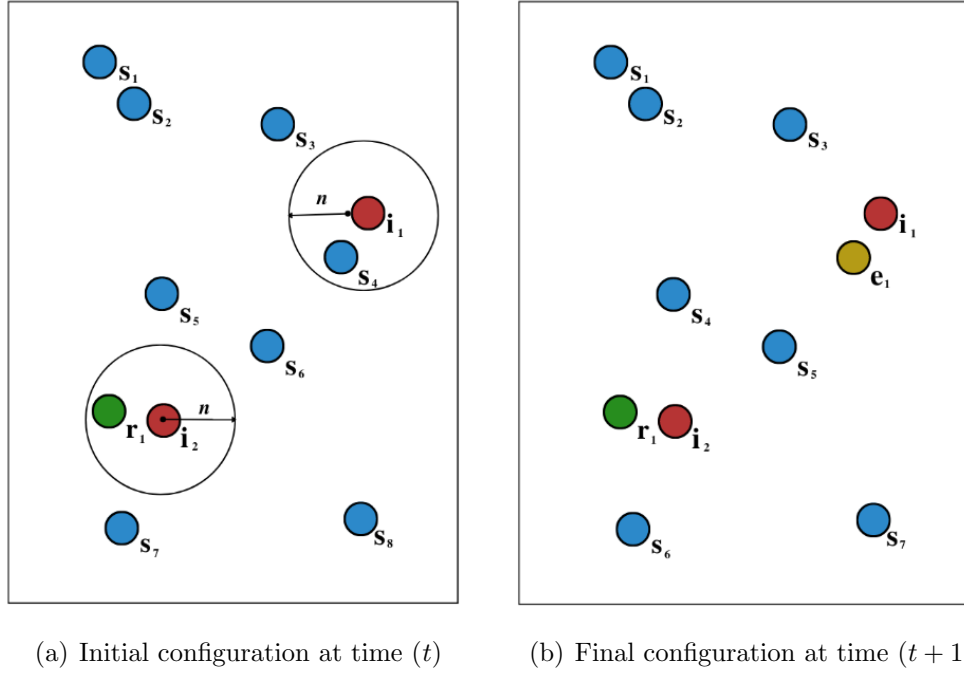 s₁
s₂
s₃
n
i₁
s₄
s₅
s₆
n
r₁
i₂
s₇
s₈
(a) Initial configuration at time (t)
s₁
s₂
s₃
i₁
e₁
s₄
s₅
r₁
i₂
s₆
s₇
(b) Final configuration at time (t + 1